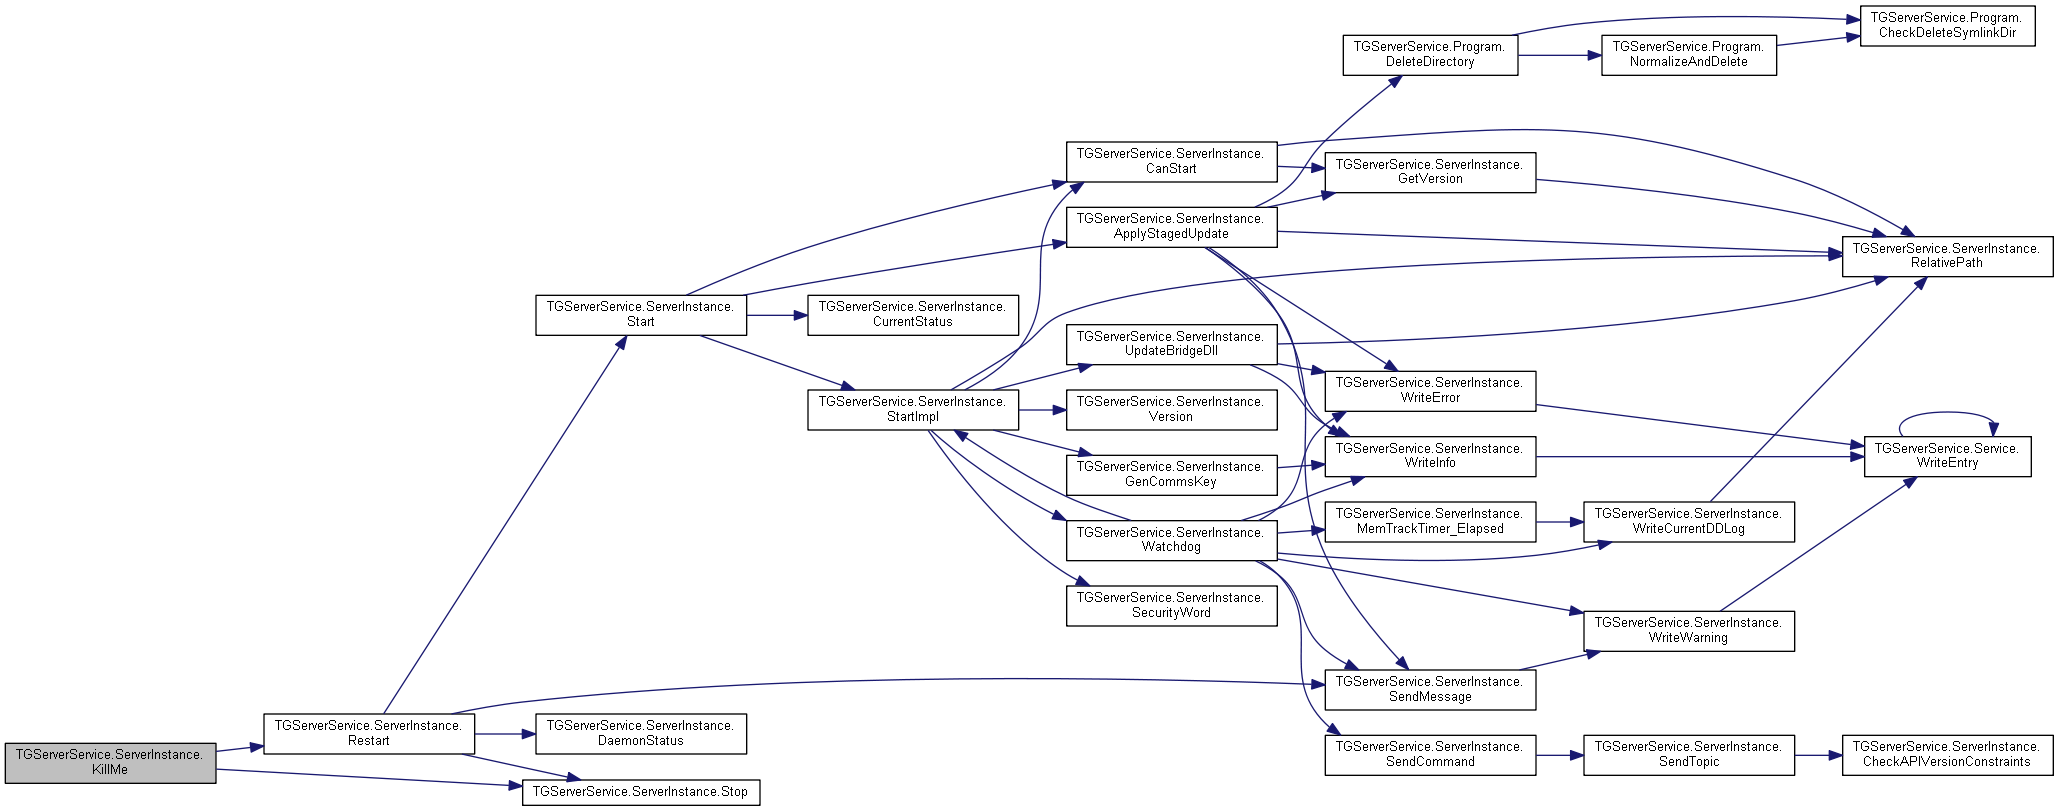 TGServerService.Program.
CheckDeleteSymlinkDir
TGServerService.Program.
DeleteDirectory
TGServerService.Program.
NormalizeAndDelete
TGServerService.ServerInstance.
CanStart
TGServerService.ServerInstance.
GetVersion
TGServerService.ServerInstance.
ApplyStagedUpdate
TGServerService.ServerInstance.
RelativePath
TGServerService.ServerInstance.
Start
TGServerService.ServerInstance.
CurrentStatus
TGServerService.ServerInstance.
UpdateBridgeDll
TGServerService.ServerInstance.
WriteError
TGServerService.ServerInstance.
StartImpl
TGServerService.ServerInstance.
Version
TGServerService.ServerInstance.
WriteInfo
TGServerService.Service.
WriteEntry
TGServerService.ServerInstance.
GenCommsKey
TGServerService.ServerInstance.
MemTrackTimer_Elapsed
TGServerService.ServerInstance.
WriteCurrentDDLog
TGServerService.ServerInstance.
Watchdog
TGServerService.ServerInstance.
SecurityWord
TGServerService.ServerInstance.
WriteWarning
TGServerService.ServerInstance.
SendMessage
TGServerService.ServerInstance.
Restart
TGServerService.ServerInstance.
DaemonStatus
TGServerService.ServerInstance.
SendCommand
TGServerService.ServerInstance.
SendTopic
TGServerService.ServerInstance.
CheckAPIVersionConstraints
TGServerService.ServerInstance.
KillMe
TGServerService.ServerInstance.Stop